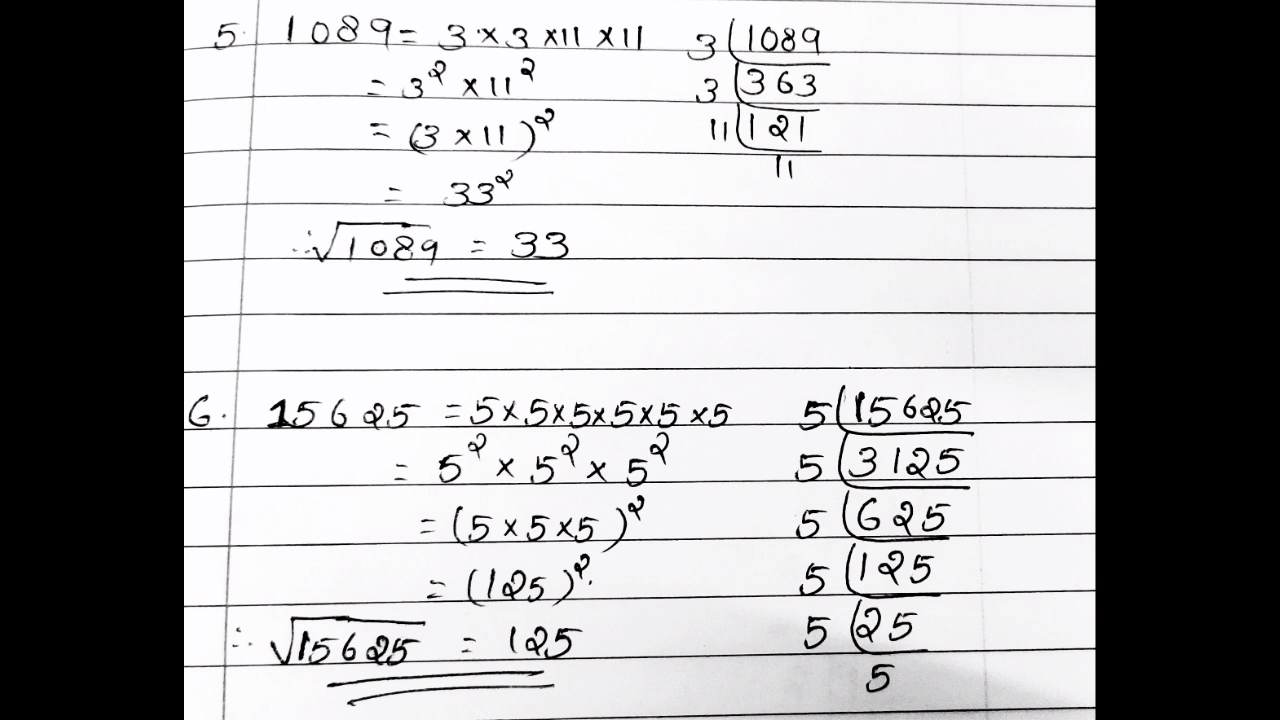 5. 1089 = 3 × 3 × 11 × 11
= 3² × 11²
= (3 × 11)²
= 33²
∴ √1089 = 33
3 | 1089
3 | 363
11 | 121
11
6. 15625 = 5 × 5 × 5 × 5 × 5 × 5
= 5² × 5² × 5²
= (5 × 5 × 5)²
= (125)².
∴ √15625 = 125
5 | 15625
5 | 3125
5 | 625
5 | 125
5 | 25
5